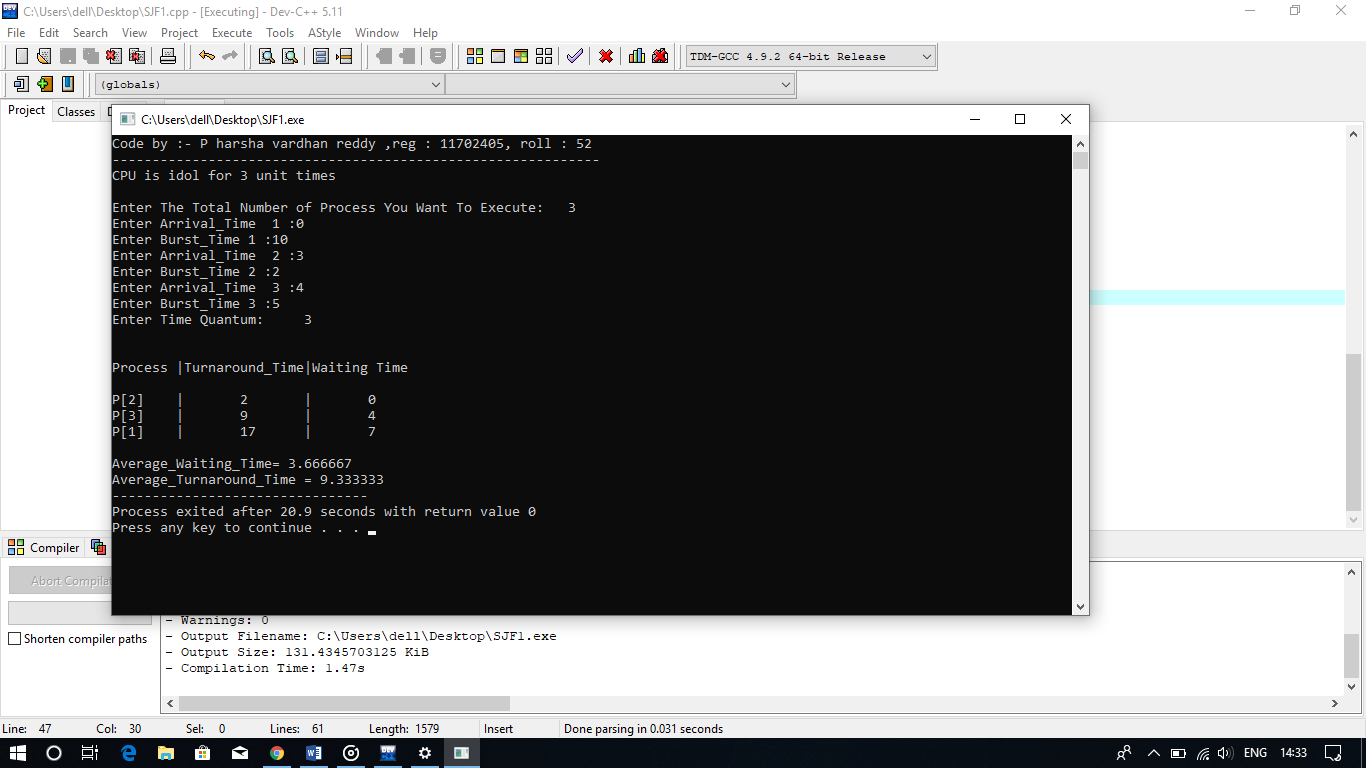 C:\Users\dell\Desktop\SJF1.cpp - [Executing] - Dev-C++ 5.11
File Edit Search View Project Execute Tools AStyle Window Help
TDM-GCC 4.9.2 64-bit Release
(globals)
Project Classes
C:\Users\dell\Desktop\SJF1.exe
Code by :- P harsha vardhan reddy ,reg : 11702405, roll : 52
-------------------------------------------------------------
CPU is idol for 3 unit times
Enter The Total Number of Process You Want To Execute: 3
Enter Arrival_Time 1 :0
Enter Burst_Time 1 :10
Enter Arrival_Time 2 :3
Enter Burst_Time 2 :2
Enter Arrival_Time 3 :4
Enter Burst_Time 3 :5
Enter Time Quantum: 3
Process |Turnaround_Time|Waiting Time
P[2] | 2 | 0
P[3] | 9 | 4
P[1] | 17 | 7
Average_Waiting_Time= 3.666667
Average_Turnaround_Time = 9.333333
--------------------------------
Process exited after 20.9 seconds with return value 0
Press any key to continue . . .
Compiler
Abort Compilat
Shorten compiler paths
- Warnings: 0
- Output Filename: C:\Users\dell\Desktop\SJF1.exe
- Output Size: 131.4345703125 KiB
- Compilation Time: 1.47s
Line: 47 Col: 30 Sel: 0 Lines: 61 Length: 1579 Insert Done parsing in 0.031 seconds
ENG 14:33